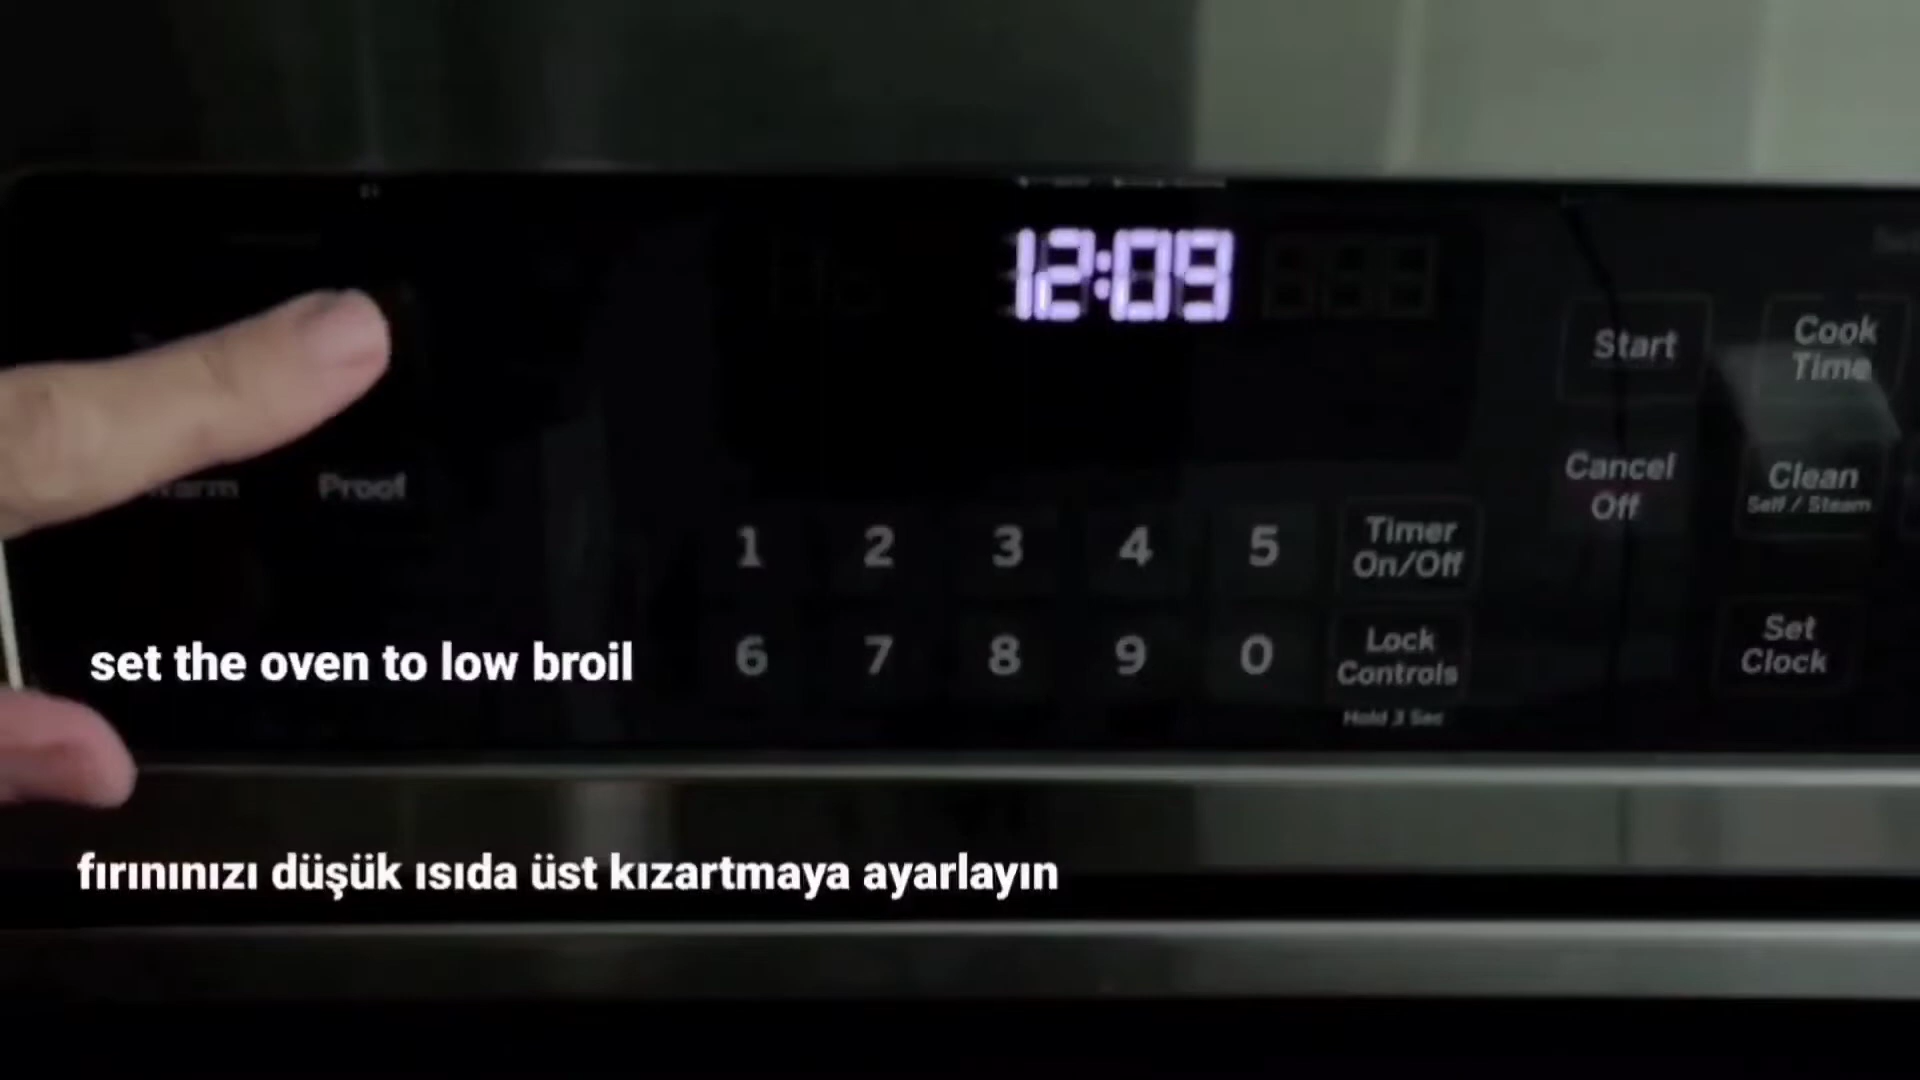 12:09
Start
Cook
Time
Warm
Proof
Cancel
Off
Clean
Self / Steam
1 2 3 4 5
Timer
On/Off
6 7 8 9 0
Lock
Controls
Hold 3 Sec
Set
Clock
set the oven to low broil
fırınınızı düşük ısıda üst kızartmaya ayarlayın